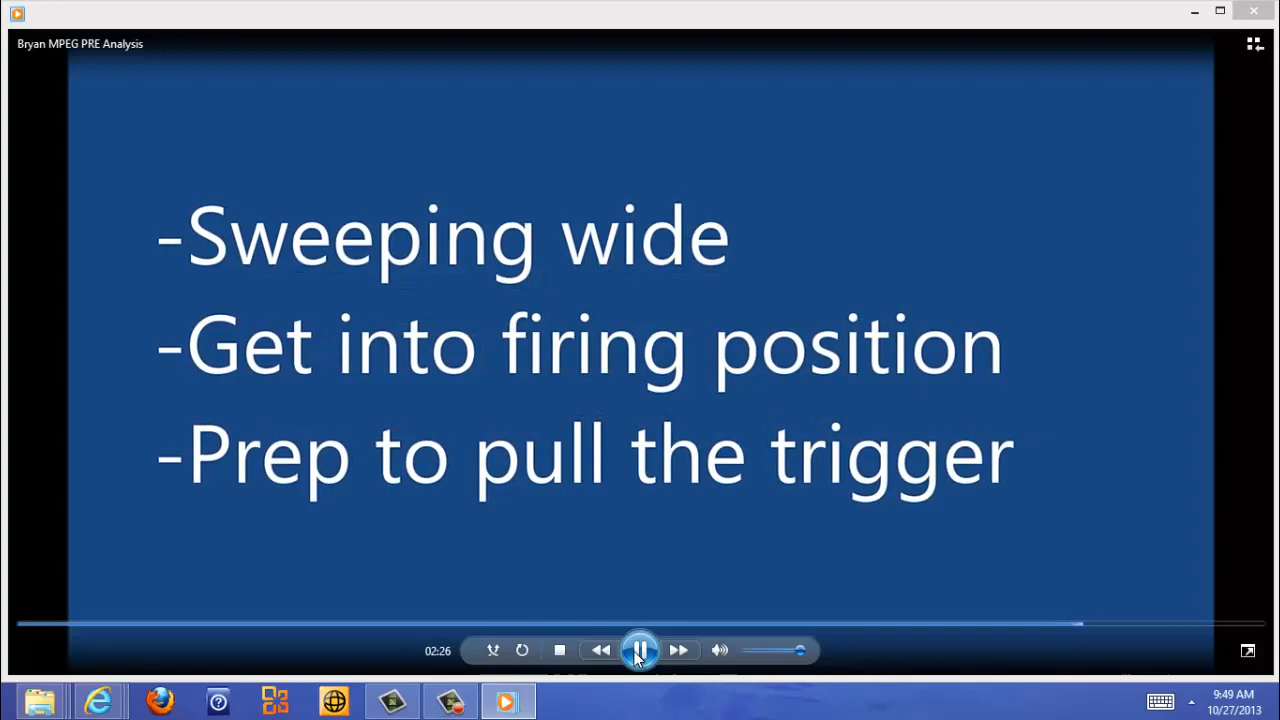 Bryan MPEG PRE Analysis
-Sweeping wide
-Get into firing position
-Prep to pull the trigger
02:26
9:49 AM
10/27/2013